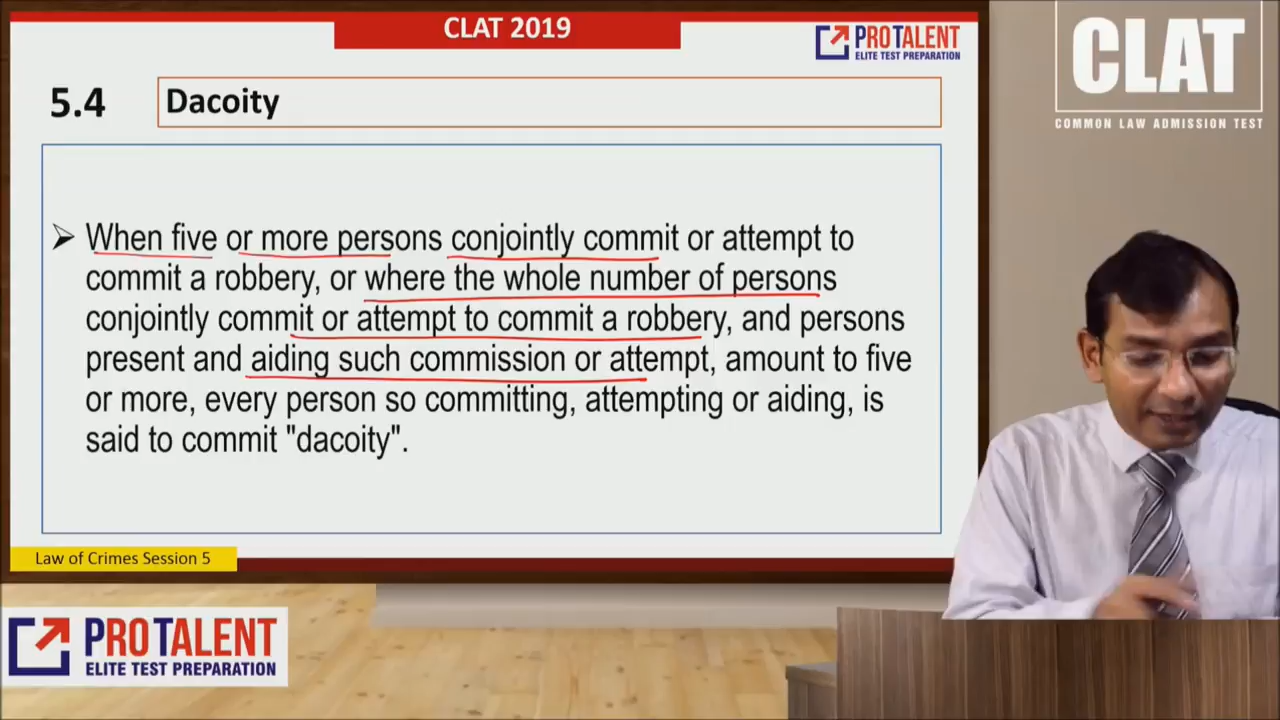 CLAT 2019
PROTALENT
ELITE TEST PREPARATION
CLAT
COMMON LAW ADMISSION TEST
5.4 Dacoity
➢ When five or more persons conjointly commit or attempt to
commit a robbery, or where the whole number of persons
conjointly commit or attempt to commit a robbery, and persons
present and aiding such commission or attempt, amount to five
or more, every person so committing, attempting or aiding, is
said to commit "dacoity".
Law of Crimes Session 5
PROTALENT
ELITE TEST PREPARATION